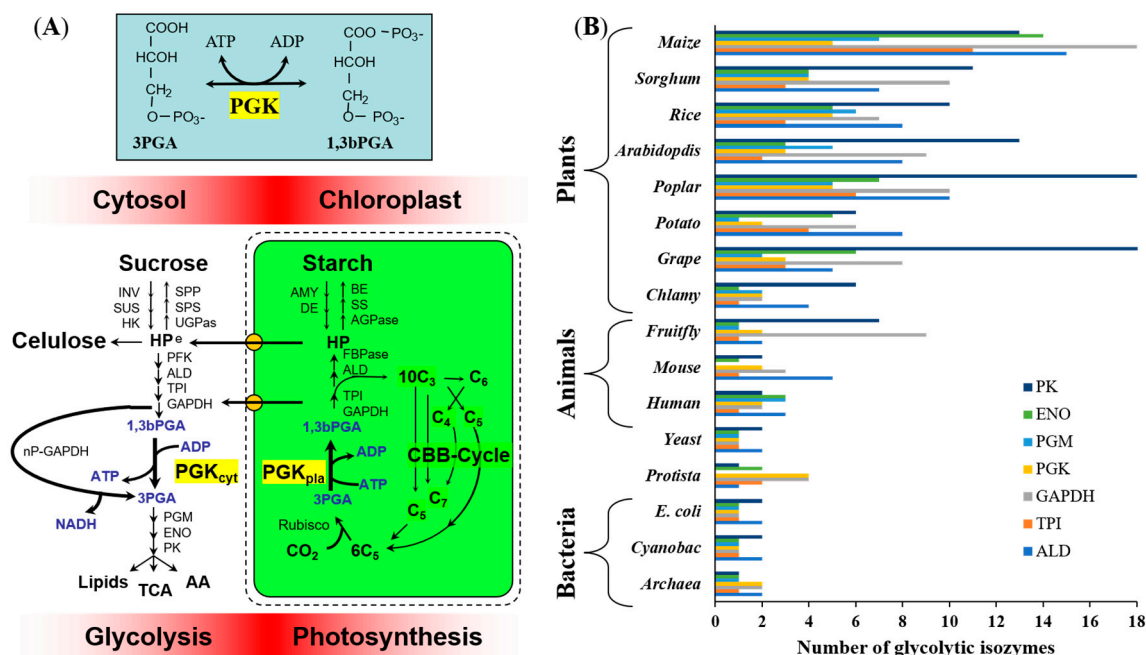 (A)
COOH
HCOH
CH2
O—PO3-
3PGA
ATP
ADP
PGK
COO—PO3-
HCOH
CH2
O—PO3-
1,3bPGA
Cytosol
Chloroplast
Sucrose
INV
SUS
HK
SPP
SPS
UGPas
Celulose
HPe
PFK
ALD
TPI
GAPDH
1,3bPGA
nP-GAPDH
ADP
ATP
PGKcyt
3PGA
NADH
PGM
ENO
PK
Lipids
TCA
AA
Starch
AMY
DE
BE
SS
AGPase
HP
FBPase
ALD
TPI
GAPDH
1,3bPGA
10C3
C6
C4
C5
CBB-Cycle
PGKpla
ADP
ATP
3PGA
C7
C5
Rubisco
CO2
6C5
Glycolysis
Photosynthesis
(B)
Plants
Maize
Sorghum
Rice
Arabidopdis
Poplar
Potato
Grape
Chlamy
Animals
Fruitfly
Mouse
Human
Yeast
Protista
Bacteria
E. coli
Cyanobac
Archaea
PK
ENO
PGM
PGK
GAPDH
TPI
ALD
0 2 4 6 8 10 12 14 16 18
Number of glycolytic isozymes